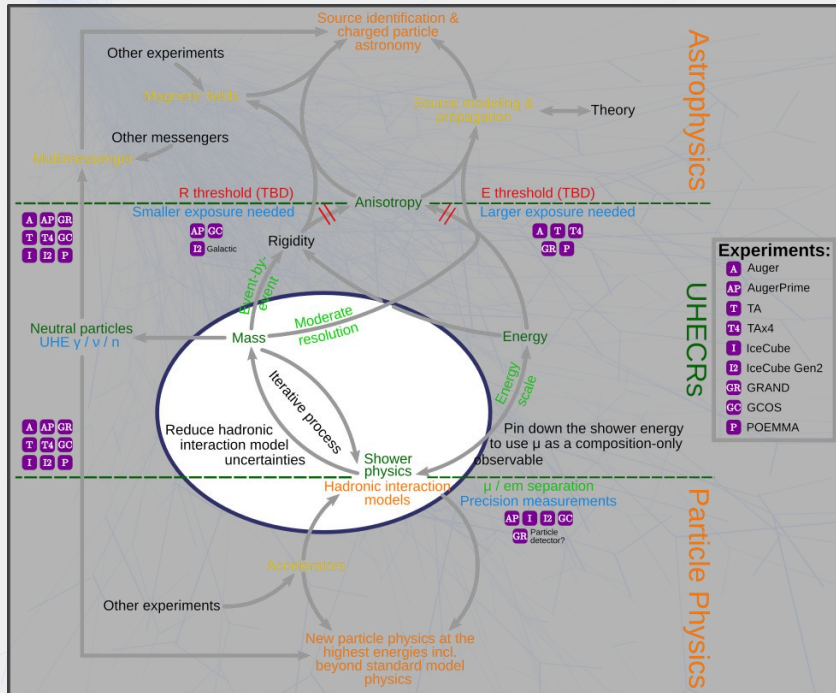 Source identification &
charged particle
astronomy
Other experiments
Magnetic fields
Source modeling &
propagation
Theory
Other messengers
Multimessenger
Astrophysics
R threshold (TBD)
E threshold (TBD)
Anisotropy
Smaller exposure needed
Larger exposure needed
A AP GR
T T4 GC
I I2 P
AP GC
I2 Galactic
A T T4
GR P
Rigidity
Event-by-
event
Moderate
resolution
Neutral particles
UHE γ / ν / n
Mass
Energy
Energy
scale
UHECRs
Experiments:
A Auger
AP AugerPrime
T TA
T4 TAx4
I IceCube
I2 IceCube Gen2
GR GRAND
GC GCOS
P POEMMA
Iterative process
Reduce hadronic
interaction model
uncertainties
Pin down the shower energy
to use μ as a composition-only
observable
A AP GR
T T4 GC
I I2 P
Shower
physics
Hadronic interaction
models
μ / em separation
Precision measurements
AP I I2 GC
GR Particle
detector?
Accelerators
Other experiments
New particle physics at the
highest energies incl.
beyond standard model
physics
Particle Physics